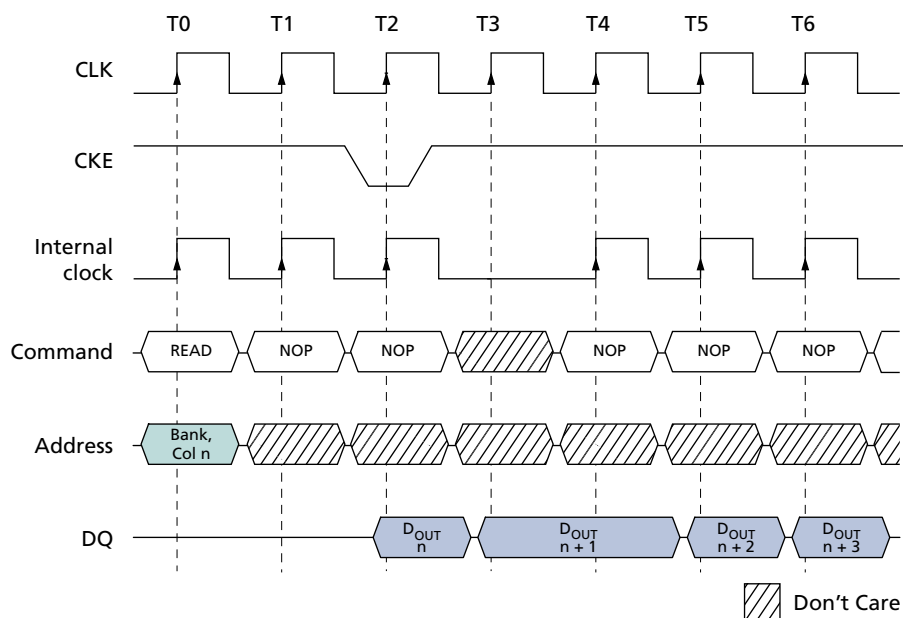 T0 T1 T2 T3 T4 T5 T6
CLK
CKE
Internal
clock
Command READ NOP NOP NOP NOP NOP
Address Bank,
Col n
DQ DOUT
n DOUT
n + 1 DOUT
n + 2 DOUT
n + 3
Don't Care